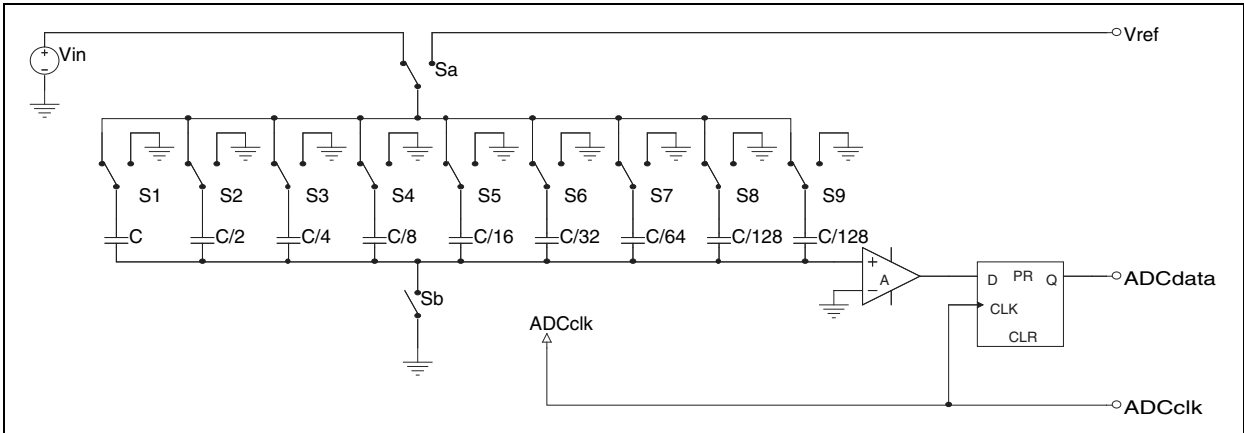 Vin
+
−
Sa
Vref
S1 S2 S3 S4 S5 S6 S7 S8 S9
C C/2 C/4 C/8 C/16 C/32 C/64 C/128 C/128
Sb
+
−
A
D PR Q
CLK
CLR
ADCdata
ADCclk
ADCclk